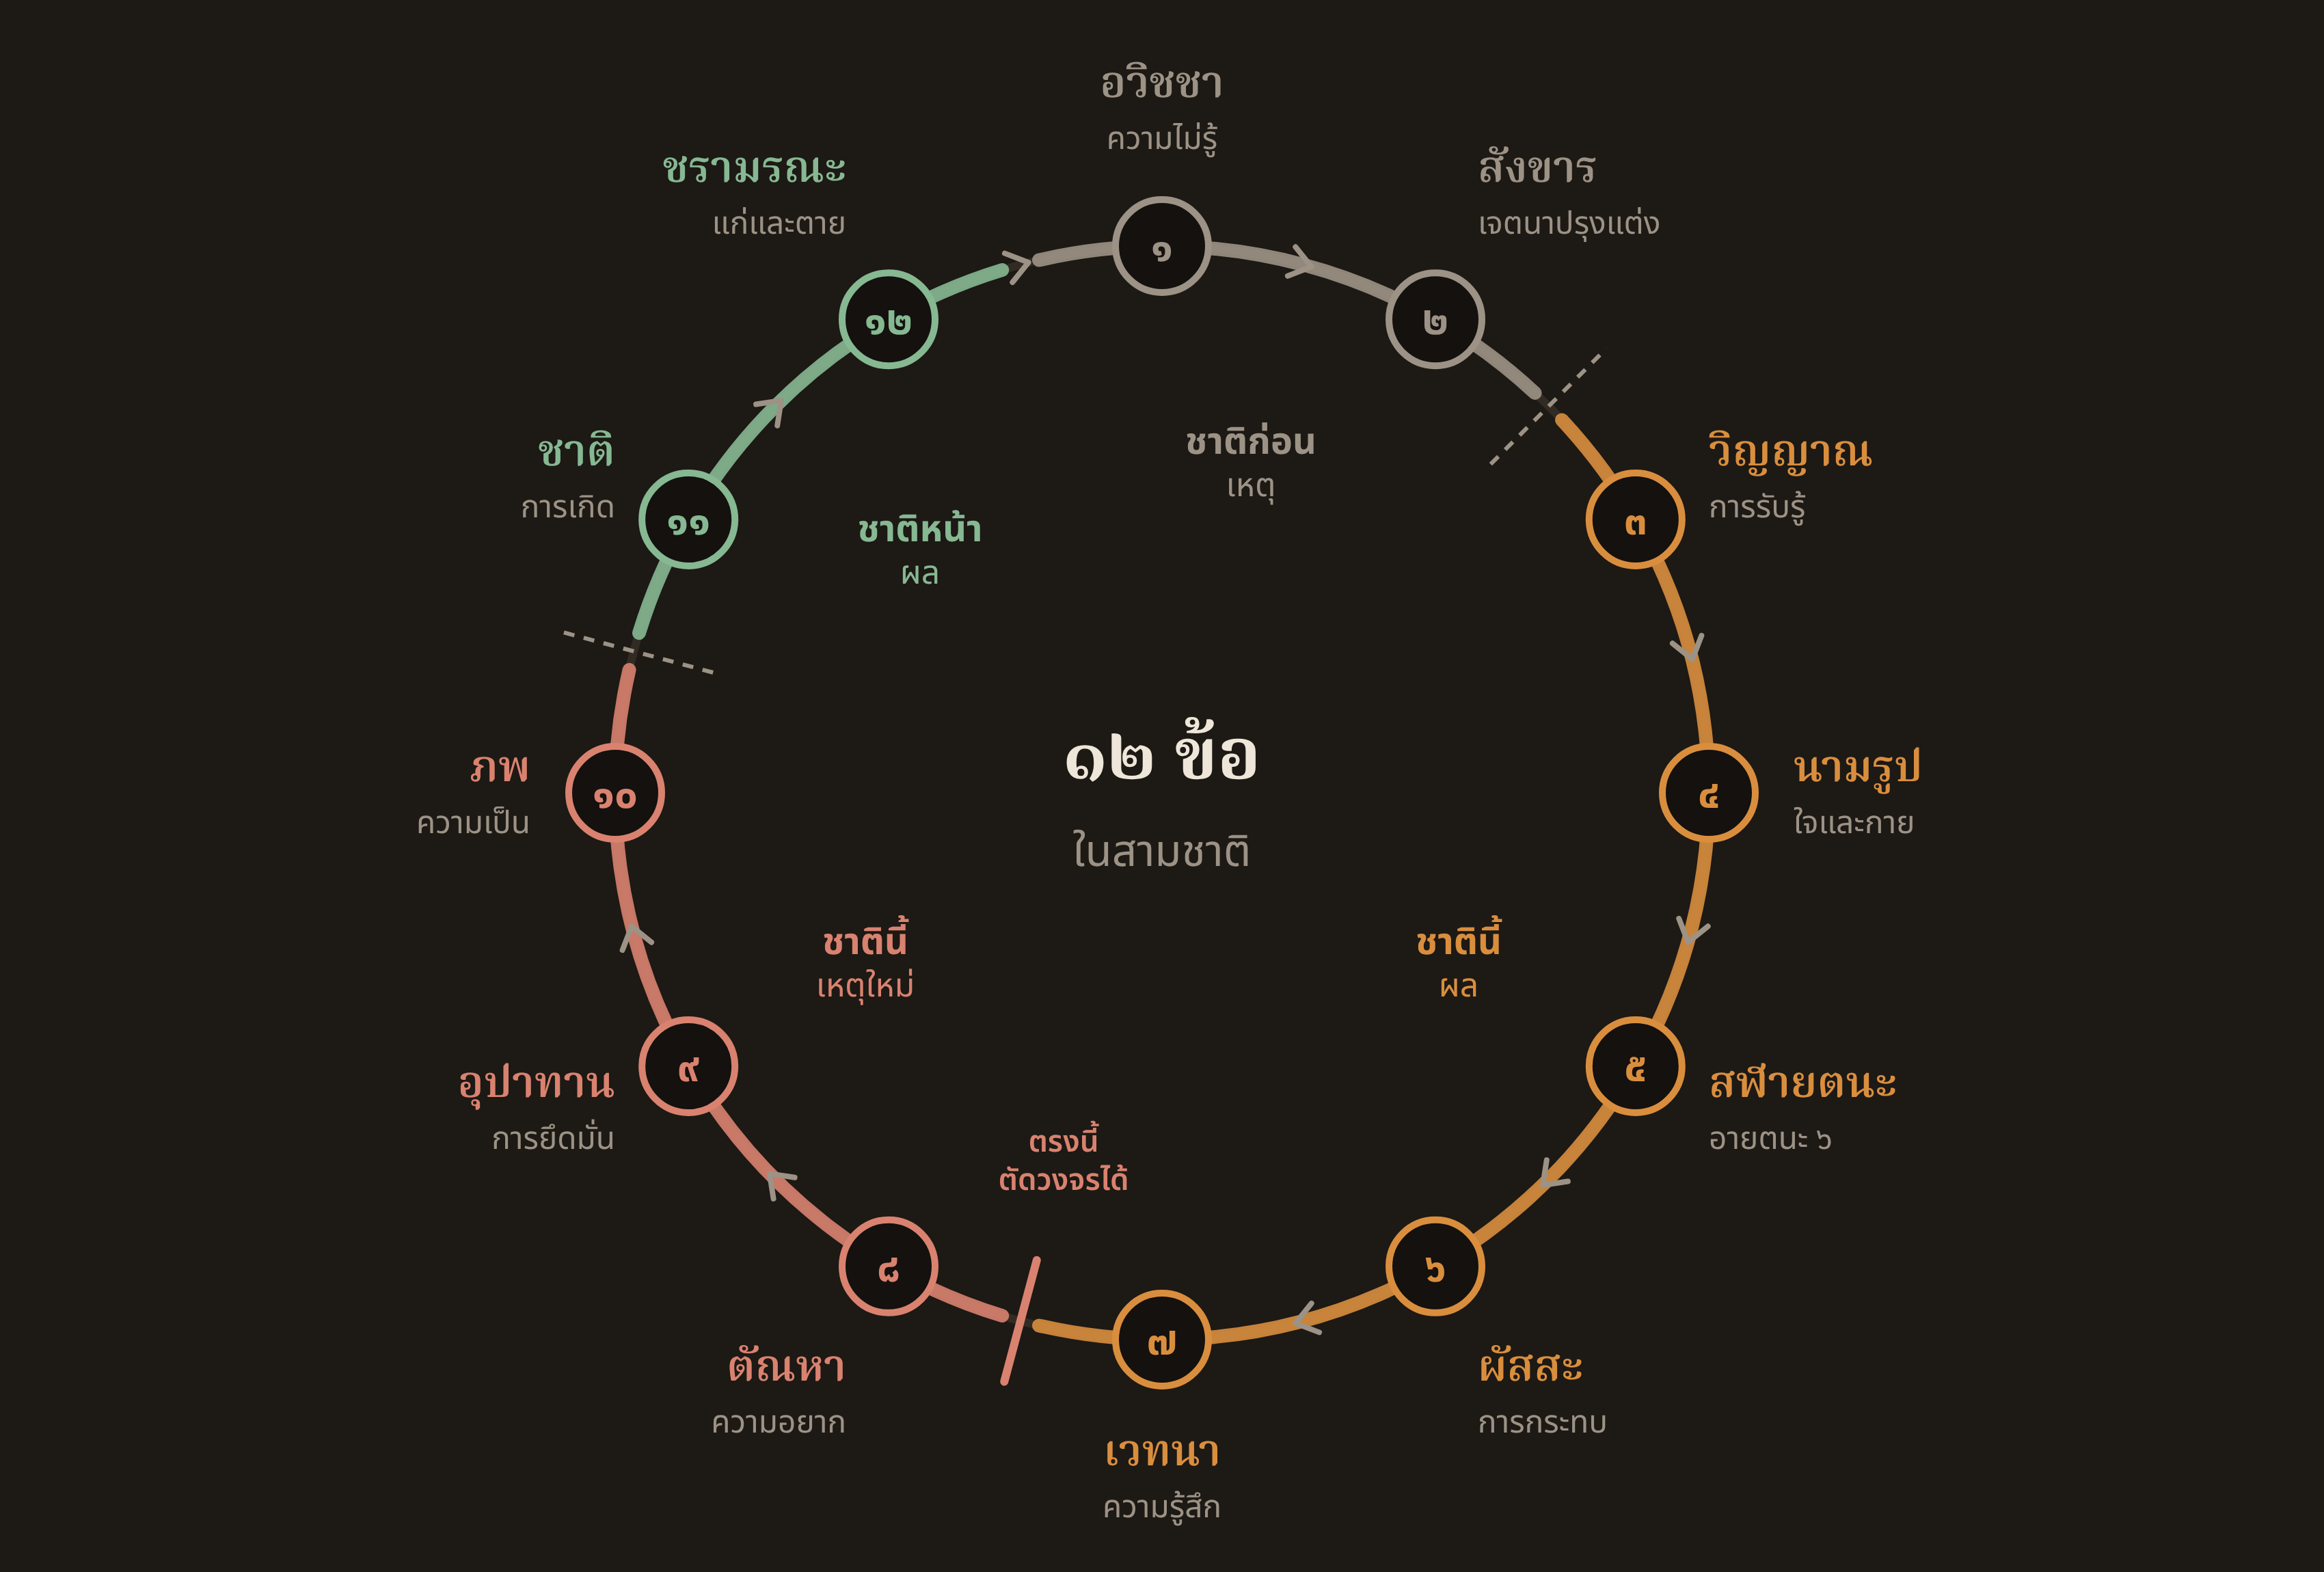 อวิชชา
ความไม่รู้
๑
สังขาร
เจตนาปรุงแต่ง
๒
วิญญาณ
การรับรู้
๓
นามรูป
ใจและกาย
๔
สฬายตนะ
อายตนะ ๖
๕
ผัสสะ
การกระทบ
๖
เวทนา
ความรู้สึก
๗
ตัณหา
ความอยาก
๘
อุปาทาน
การยึดมั่น
๙
ภพ
ความเป็น
๑๐
ชาติ
การเกิด
๑๑
ชรามรณะ
แก่และตาย
๑๒
ชาติก่อน
เหตุ
ชาติหน้า
ผล
๑๒ ข้อ
ในสามชาติ
ชาตินี้
เหตุใหม่
ชาตินี้
ผล
ตรงนี้
ตัดวงจรได้